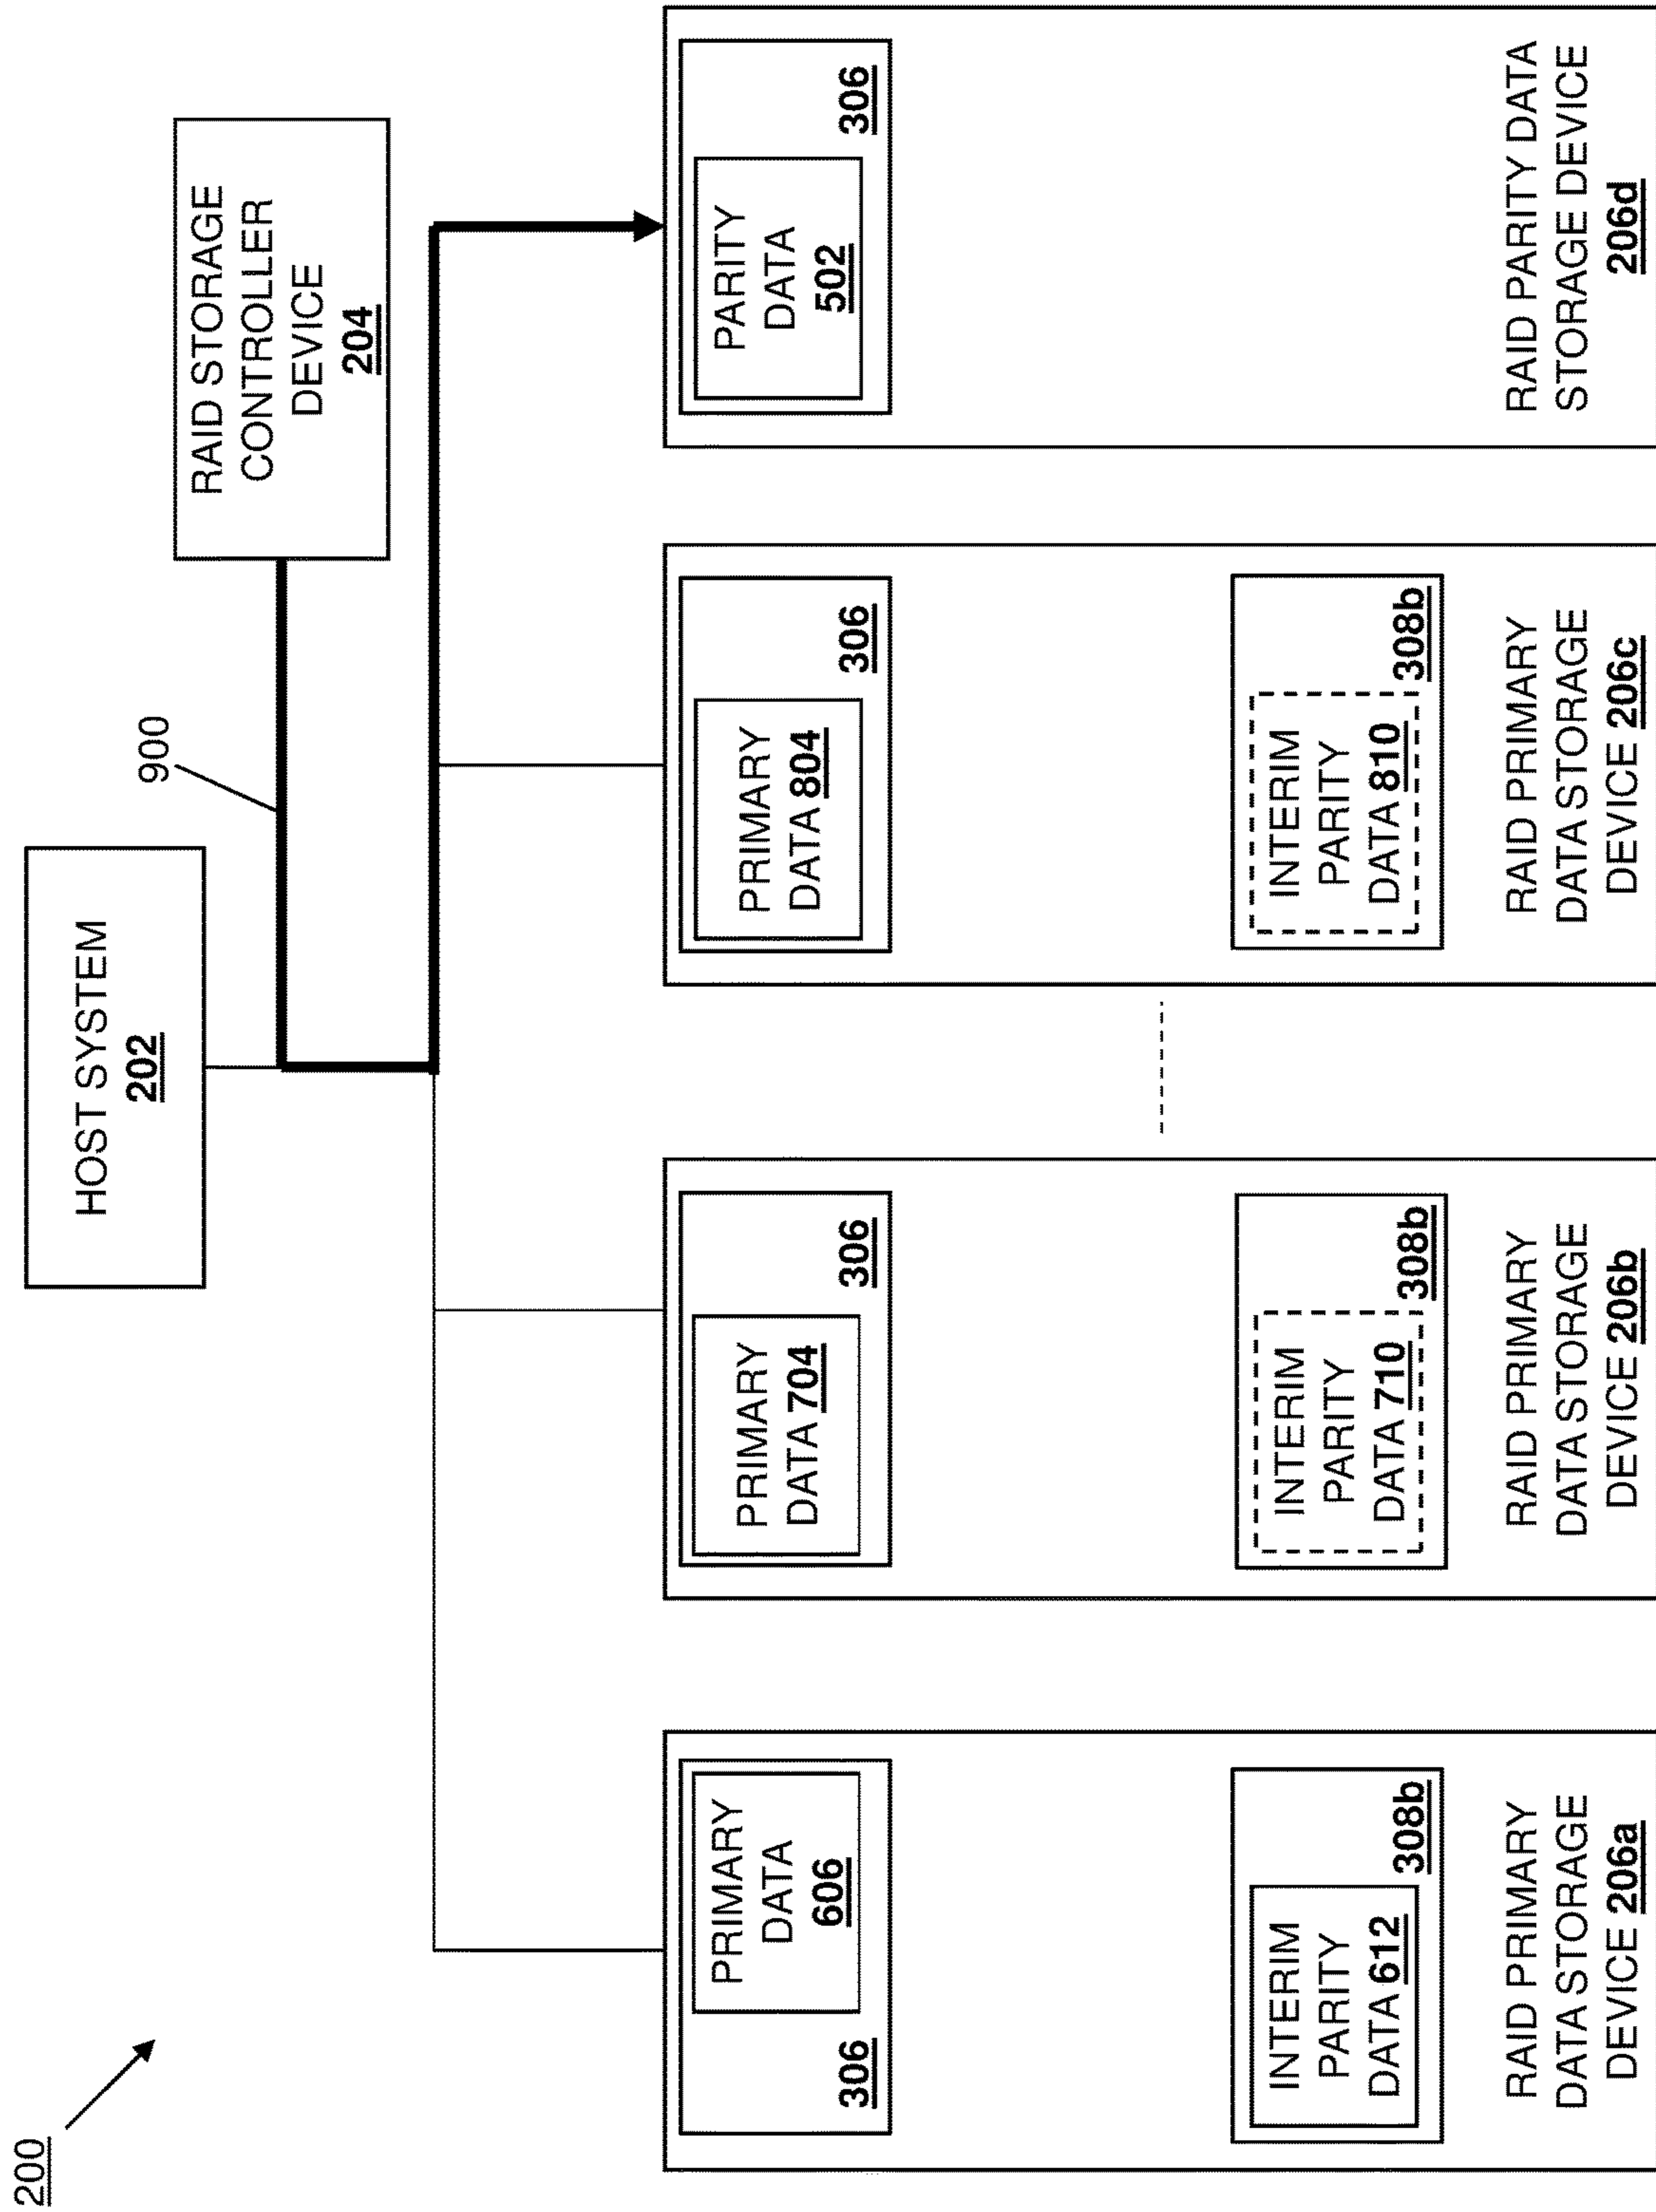 200
HOST SYSTEM
202
900
RAID STORAGE
CONTROLLER
DEVICE
204
PRIMARY
DATA
606
306
INTERIM
PARITY
DATA 612
308b
RAID PRIMARY
DATA STORAGE
DEVICE 206a
PRIMARY
DATA 704
306
INTERIM
PARITY
DATA 710
308b
RAID PRIMARY
DATA STORAGE
DEVICE 206b
PRIMARY
DATA 804
306
INTERIM
PARITY
DATA 810
308b
RAID PRIMARY
DATA STORAGE
DEVICE 206c
PARITY
DATA
502
306
RAID PARITY DATA
STORAGE DEVICE
206d